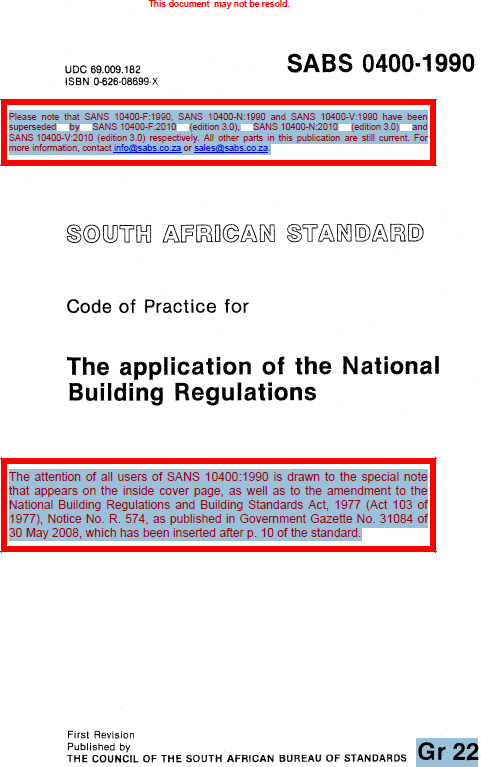 This document may not be resold.
SABS 0400-1990
UDC 69.009.182
ISBN 0-626-08699-X
Please note that SANS 10400-F:1990, SANS 10400-N:1990 and SANS 10400-V:1990 have been
superseded by SANS 10400-F:2010 (edition 3.0), SANS 10400-N:2010 (edition 3.0) and
SANS 10400-V:2010 (edition 3.0) respectively. All other parts in this publication are still current. For
more information, contact info@sabs.co.za or sales@sabs.co.za.
SOUTH AFRICAN STANDARD
Code of Practice for
The application of the National
Building Regulations
The attention of all users of SANS 10400:1990 is drawn to the special note
that appears on the inside cover page, as well as to the amendment to the
National Building Regulations and Building Standards Act, 1977 (Act 103 of
1977), Notice No. R. 574, as published in Government Gazette No. 31084 of
30 May 2008, which has been inserted after p. 10 of the standard.
First Revision
Published by
THE COUNCIL OF THE SOUTH AFRICAN BUREAU OF STANDARDS
Gr 22